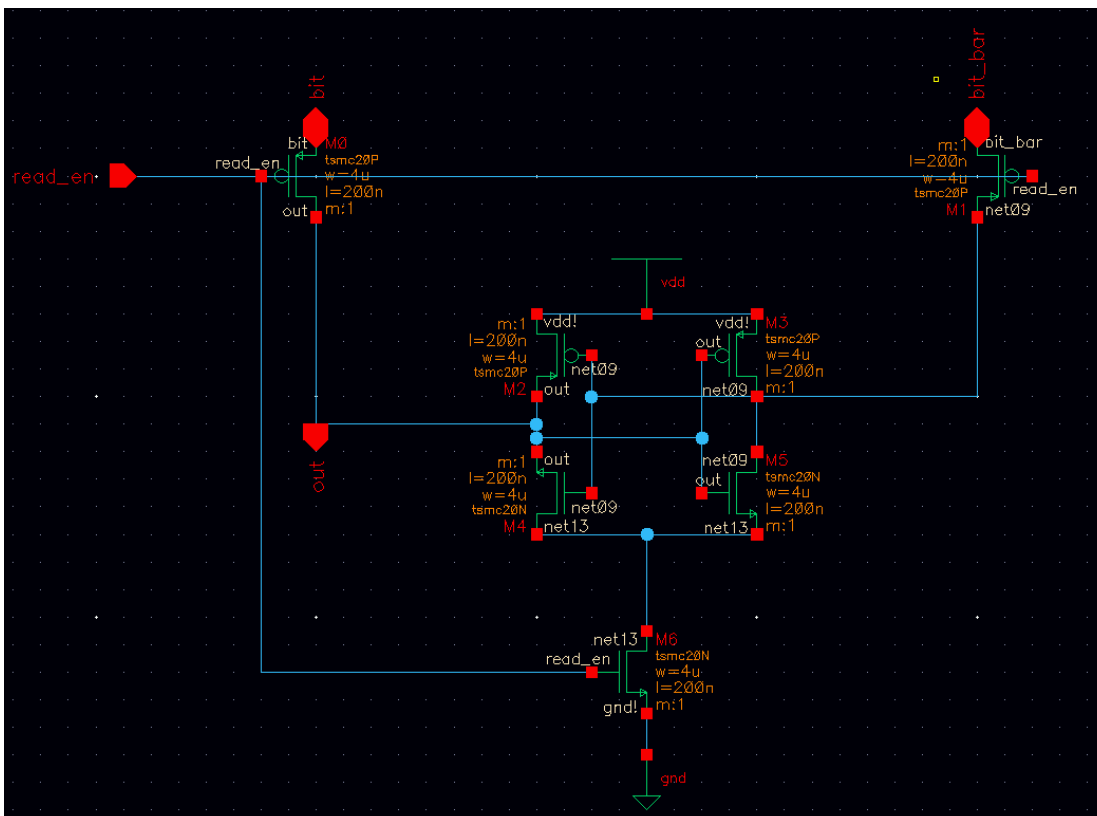 bit
bit_bar
bit
M0
read_en
tsmc20P
w=4u
l=200n
out
m:1
read_en
m:1
bit_bar
l=200n
w=4u
tsmc20P
read_en
M1
net09
vdd
m:1
vdd!
l=200n
w=4u
tsmc20P
net09
M2
out
vdd!
M3
out
tsmc20P
w=4u
l=200n
net09
m:1
out
m:1
out
l=200n
w=4u
tsmc20N
net09
M4
net13
net09
M5
out
tsmc20N
w=4u
l=200n
net13
m:1
net13
M6
read_en
tsmc20N
w=4u
l=200n
gnd!
m:1
gnd